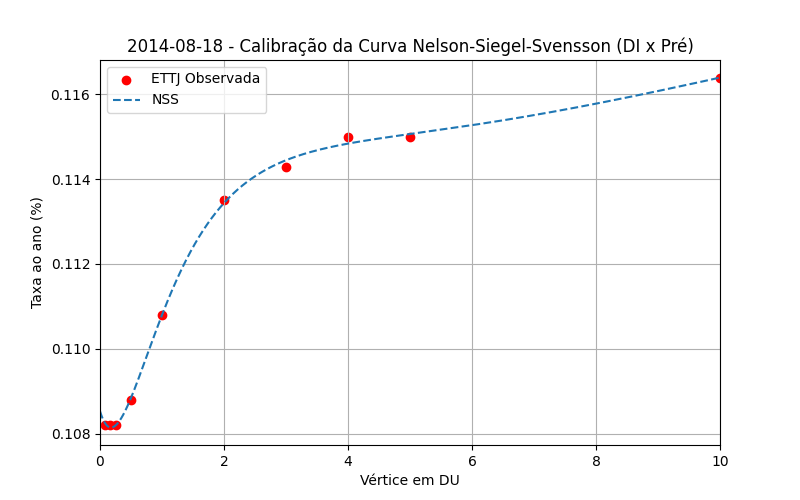 2014-08-18 - Calibração da Curva Nelson-Siegel-Svensson (DI x Pré)
ETTJ Observada
NSS
Taxa ao ano (%)
0.116
0.114
0.112
0.110
0.108
0 2 4 6 8 10
Vértice em DU